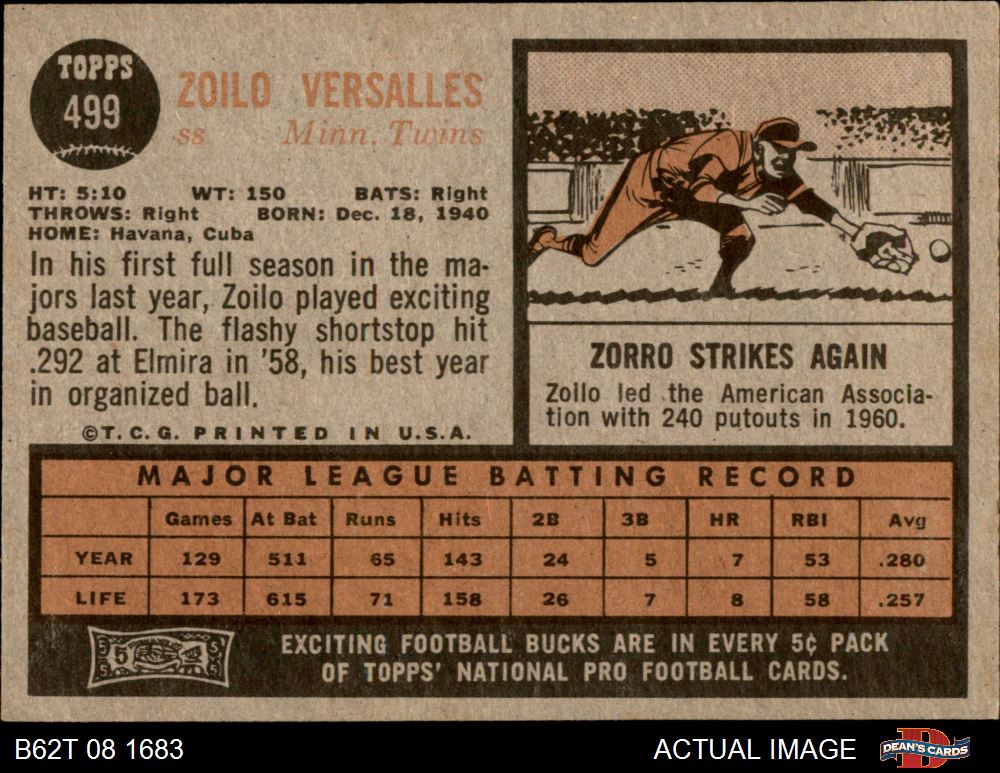 TOPPS
499
ZOILO VERSALLES
ss Minn. Twins
HT: 5:10 WT: 150 BATS: Right
THROWS: Right BORN: Dec. 18, 1940
HOME: Havana, Cuba
In his first full season in the ma-
jors last year, Zoilo played exciting
baseball. The flashy shortstop hit
.292 at Elmira in '58, his best year
in organized ball.
©T.C.G. PRINTED IN U.S.A.
ZORRO STRIKES AGAIN
Zoilo led the American Associa-
tion with 240 putouts in 1960.
MAJOR LEAGUE BATTING RECORD
Games At Bat Runs Hits 2B 3B HR RBI Avg
YEAR 129 511 65 143 24 5 7 53 .280
LIFE 173 615 71 158 26 7 8 58 .257
5
EXCITING FOOTBALL BUCKS ARE IN EVERY 5¢ PACK
OF TOPPS' NATIONAL PRO FOOTBALL CARDS.
B62T 08 1683 ACTUAL IMAGE DEAN'S CARDS